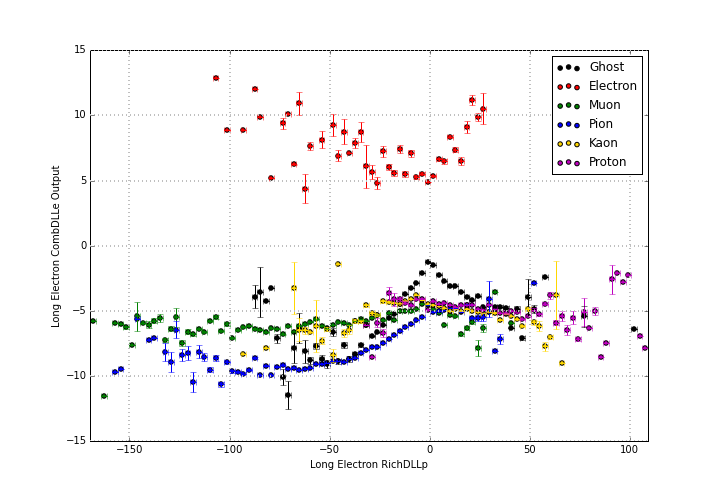 15
10
5
0
−5
−10
−15
Long Electron CombDLLe Output
Ghost
Electron
Muon
Pion
Kaon
Proton
−150
−100
−50
0
50
100
Long Electron RichDLLp